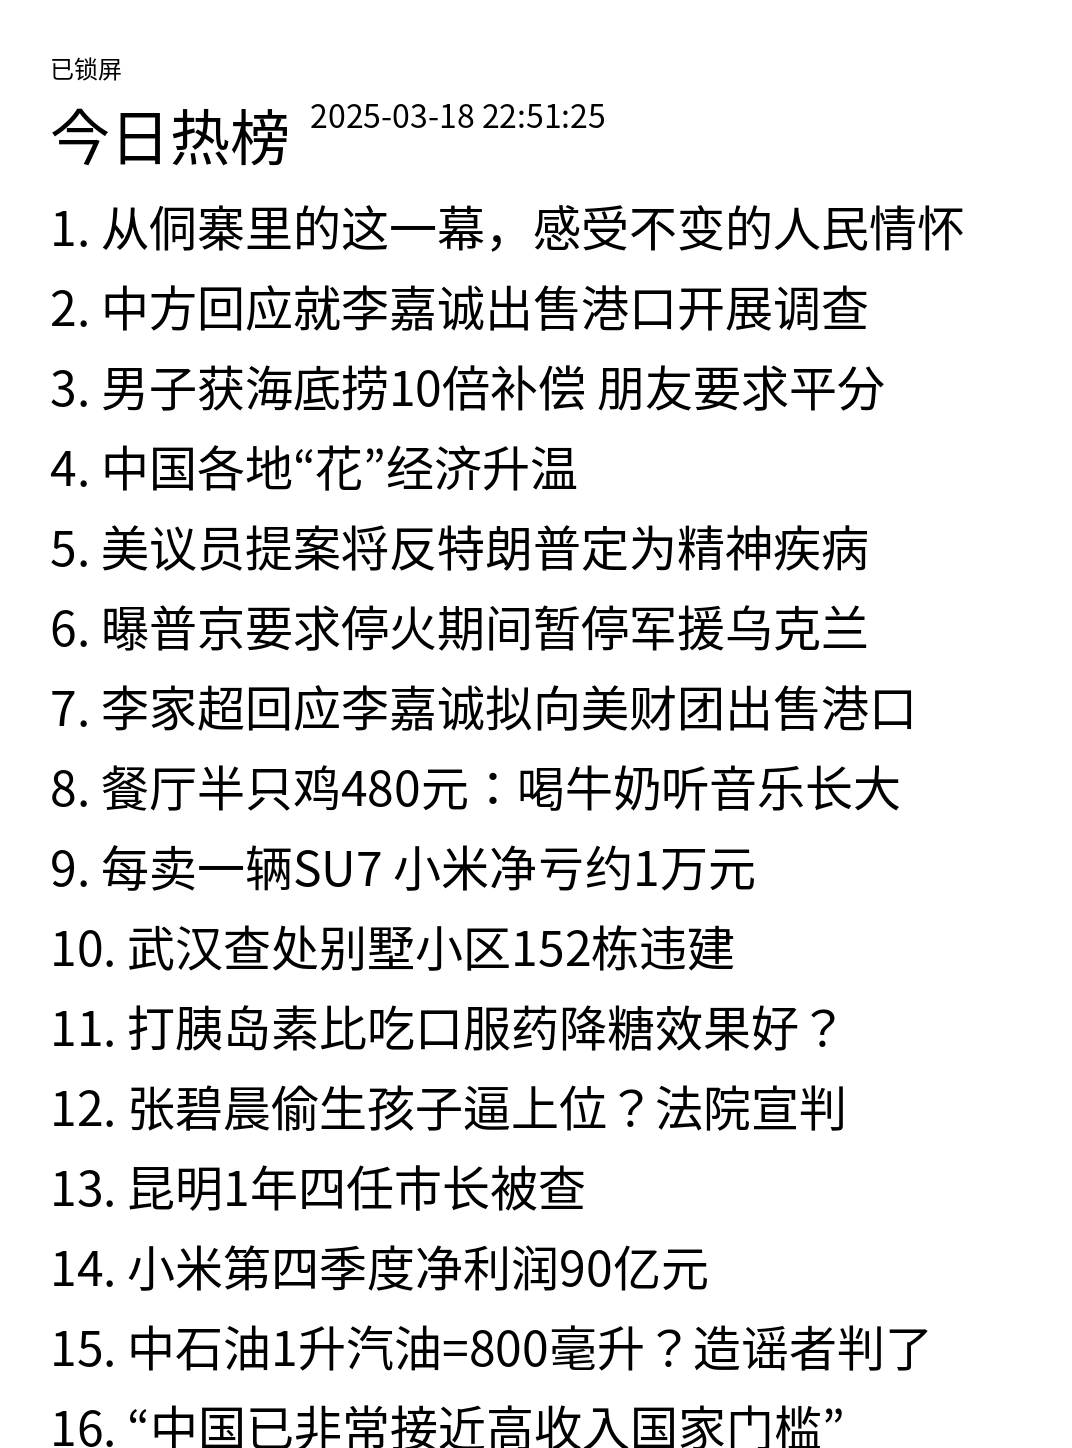 已锁屏
今日热榜 2025-03-18 22:51:25
1. 从侗寨里的这一幕，感受不变的人民情怀
2. 中方回应就李嘉诚出售港口开展调查
3. 男子获海底捞10倍补偿 朋友要求平分
4. 中国各地“花”经济升温
5. 美议员提案将反特朗普定为精神疾病
6. 曝普京要求停火期间暂停军援乌克兰
7. 李家超回应李嘉诚拟向美财团出售港口
8. 餐厅半只鸡480元：喝牛奶听音乐长大
9. 每卖一辆SU7 小米净亏约1万元
10. 武汉查处别墅小区152栋违建
11. 打胰岛素比吃口服药降糖效果好？
12. 张碧晨偷生孩子逼上位？法院宣判
13. 昆明1年四任市长被查
14. 小米第四季度净利润90亿元
15. 中石油1升汽油=800毫升？造谣者判了
16. “中国已非常接近高收入国家门槛”